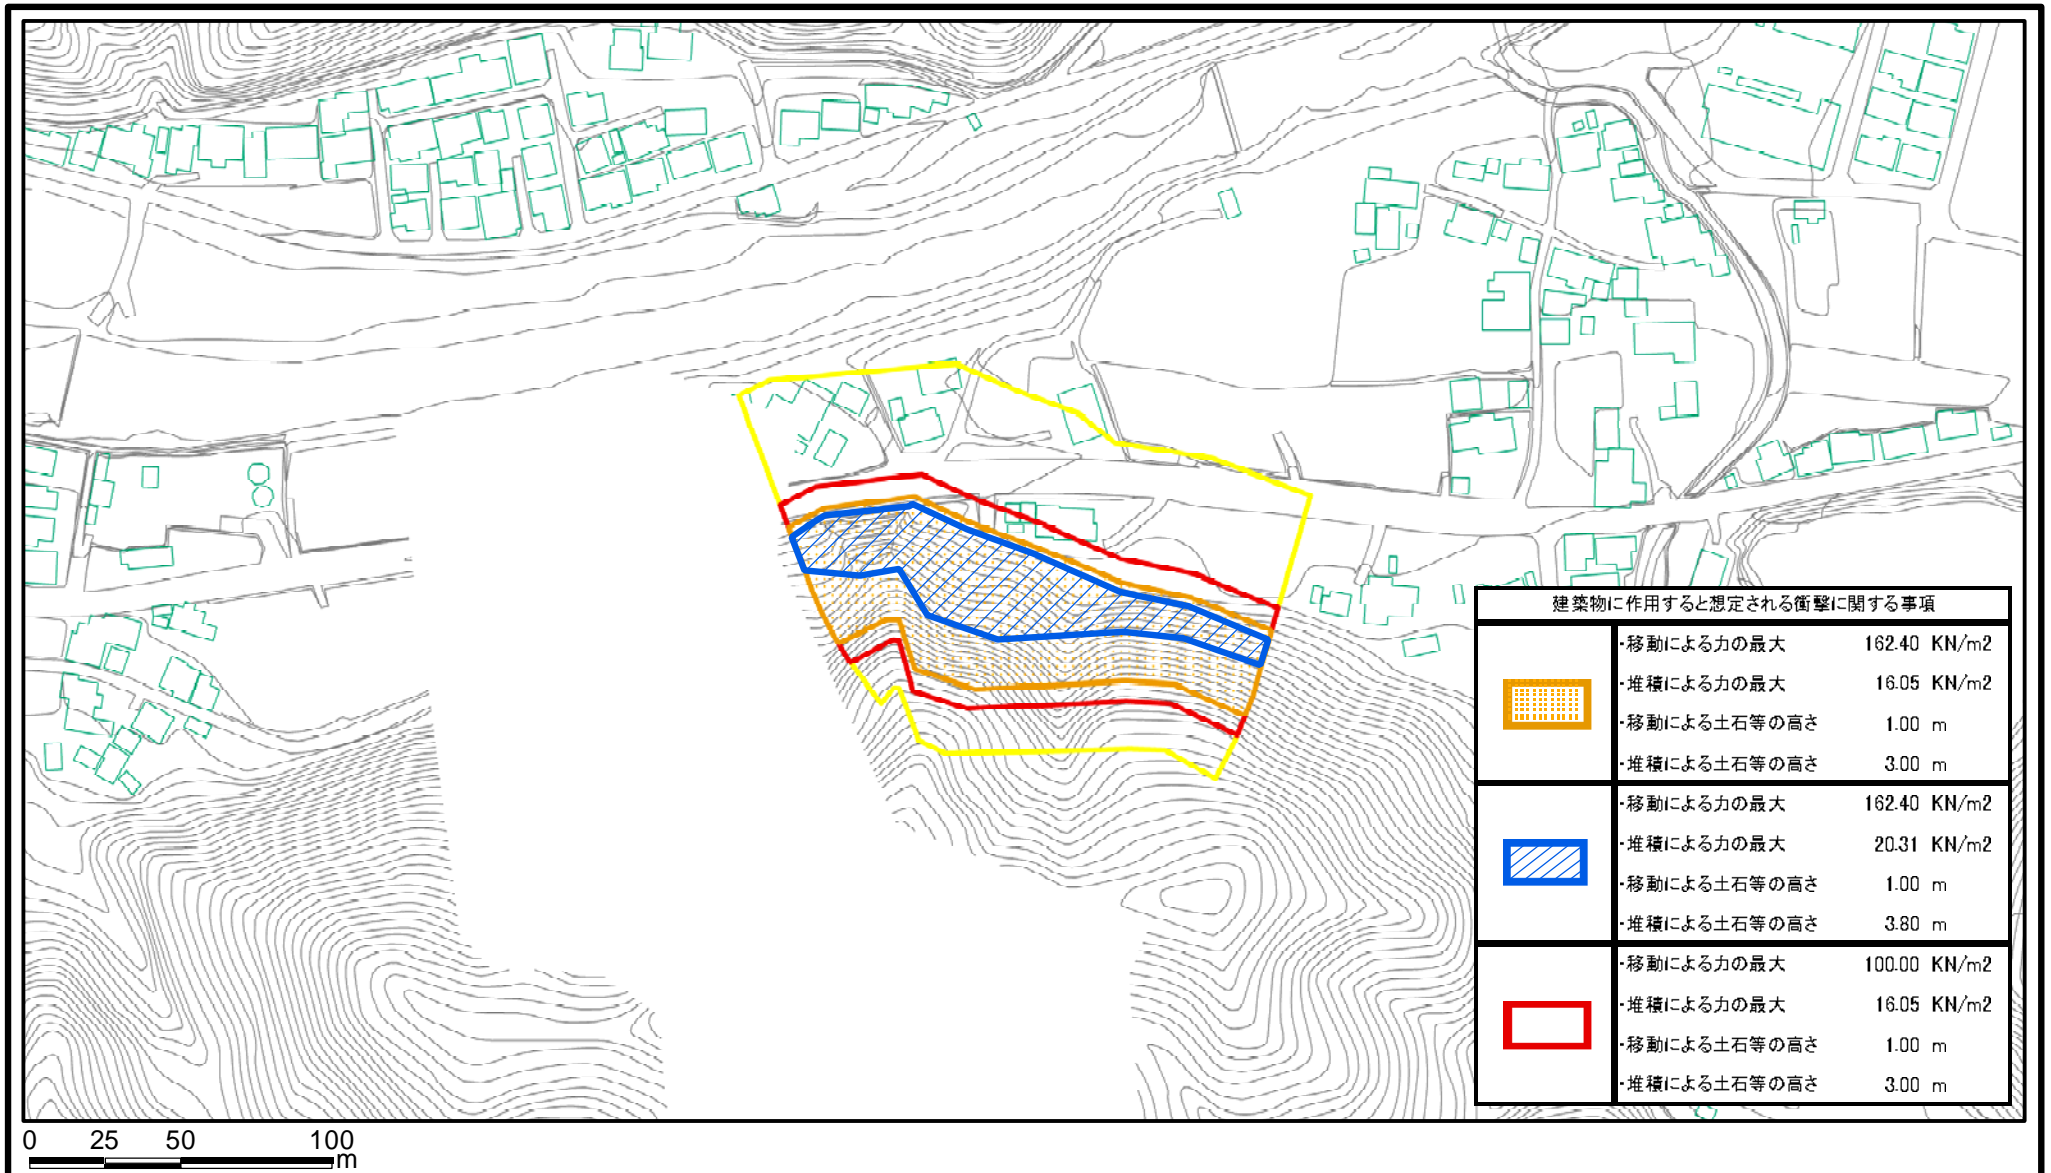 建築物に作用すると想定される衝撃に関する事項
・移動による力の最大 162.40 KN/m2
・堆積による力の最大 16.05 KN/m2
・移動による土石等の高さ 1.00 m
・堆積による土石等の高さ 3.00 m
・移動による力の最大 162.40 KN/m2
・堆積による力の最大 20.31 KN/m2
・移動による土石等の高さ 1.00 m
・堆積による土石等の高さ 3.80 m
・移動による力の最大 100.00 KN/m2
・堆積による力の最大 16.05 KN/m2
・移動による土石等の高さ 1.00 m
・堆積による土石等の高さ 3.00 m
0 25 50 100
m